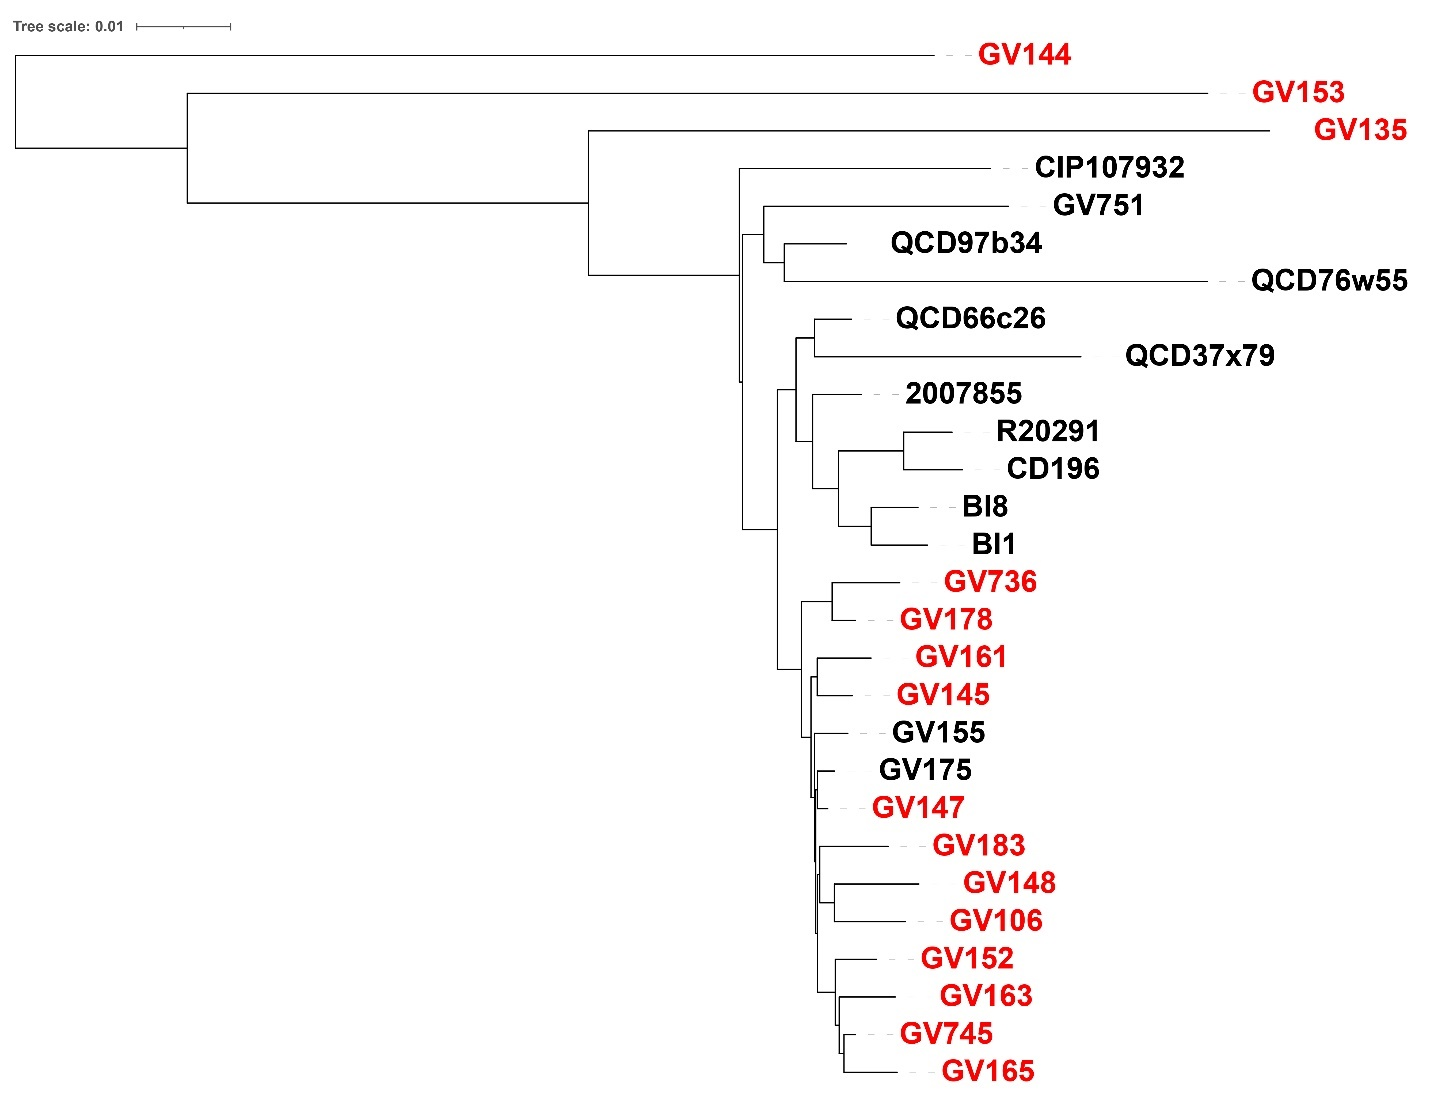 Tree scale: 0.01
GV144
GV153
GV135
CIP107932
GV751
QCD97b34
QCD76w55
QCD66c26
QCD37x79
2007855
R20291
CD196
BI8
BI1
GV736
GV178
GV161
GV145
GV155
GV175
GV147
GV183
GV148
GV106
GV152
GV163
GV745
GV165